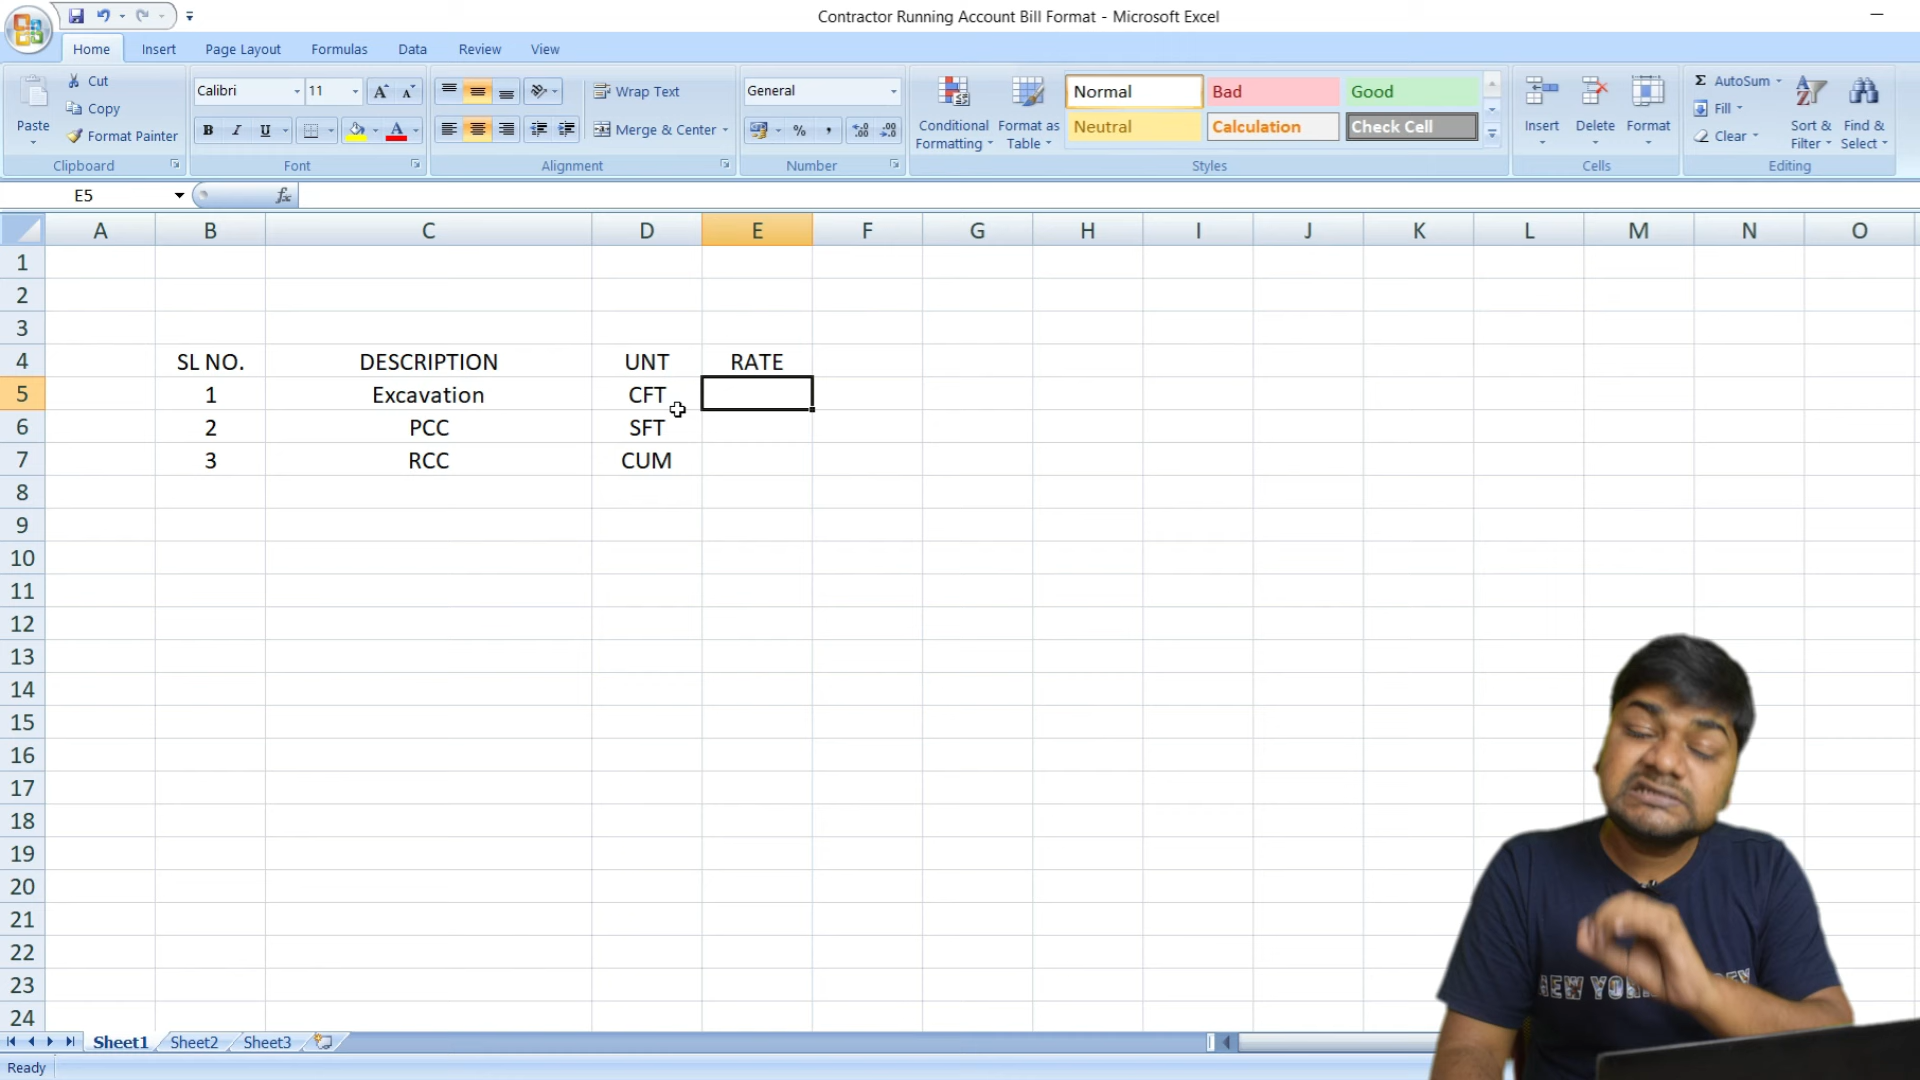 Contractor Running Account Bill Format - Microsoft Excel
Home Insert Page Layout Formulas Data Review View
Paste
Cut
Copy
Format Painter
Clipboard
Calibri 11
B I U
Font
Wrap Text
Merge & Center
Alignment
General
%
Number
Conditional Formatting
Format as Table
Normal Bad Good
Neutral Calculation Check Cell
Styles
Insert Delete Format
Cells
Σ AutoSum
Fill
Clear
Sort & Filter
Find & Select
Editing
E5 fx
A B C D E F G H I J K L M N O
1
2
3
4 SL NO. DESCRIPTION UNT RATE
5 1 Excavation CFT
6 2 PCC SFT
7 3 RCC CUM
8
9
10
11
12
13
14
15
16
17
18
19
20
21
22
23
24
NEW YOR
Sheet1 Sheet2 Sheet3
Ready